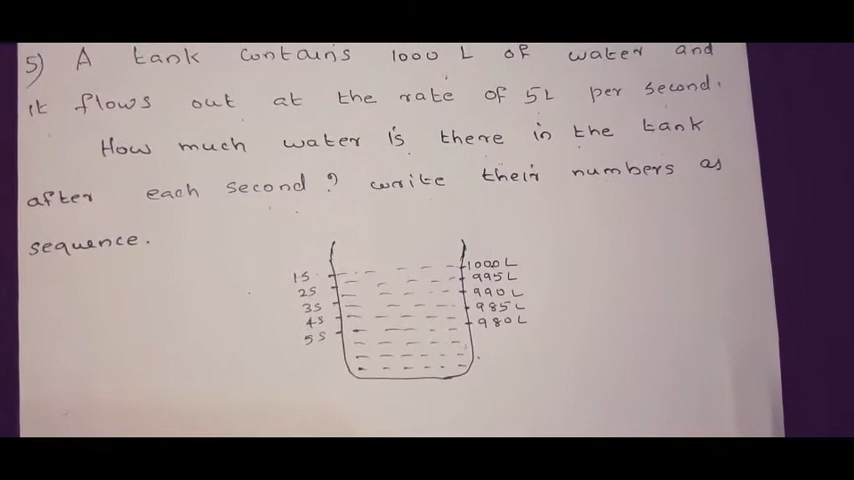 5) A tank contains 1000 L of water and
it flows out at the rate of 5L per second.
How much water is there in the tank
after each second? write their numbers as
sequence.
1000 L
1S 995 L
2S 990 L
3S 985 L
4S 980 L
5S